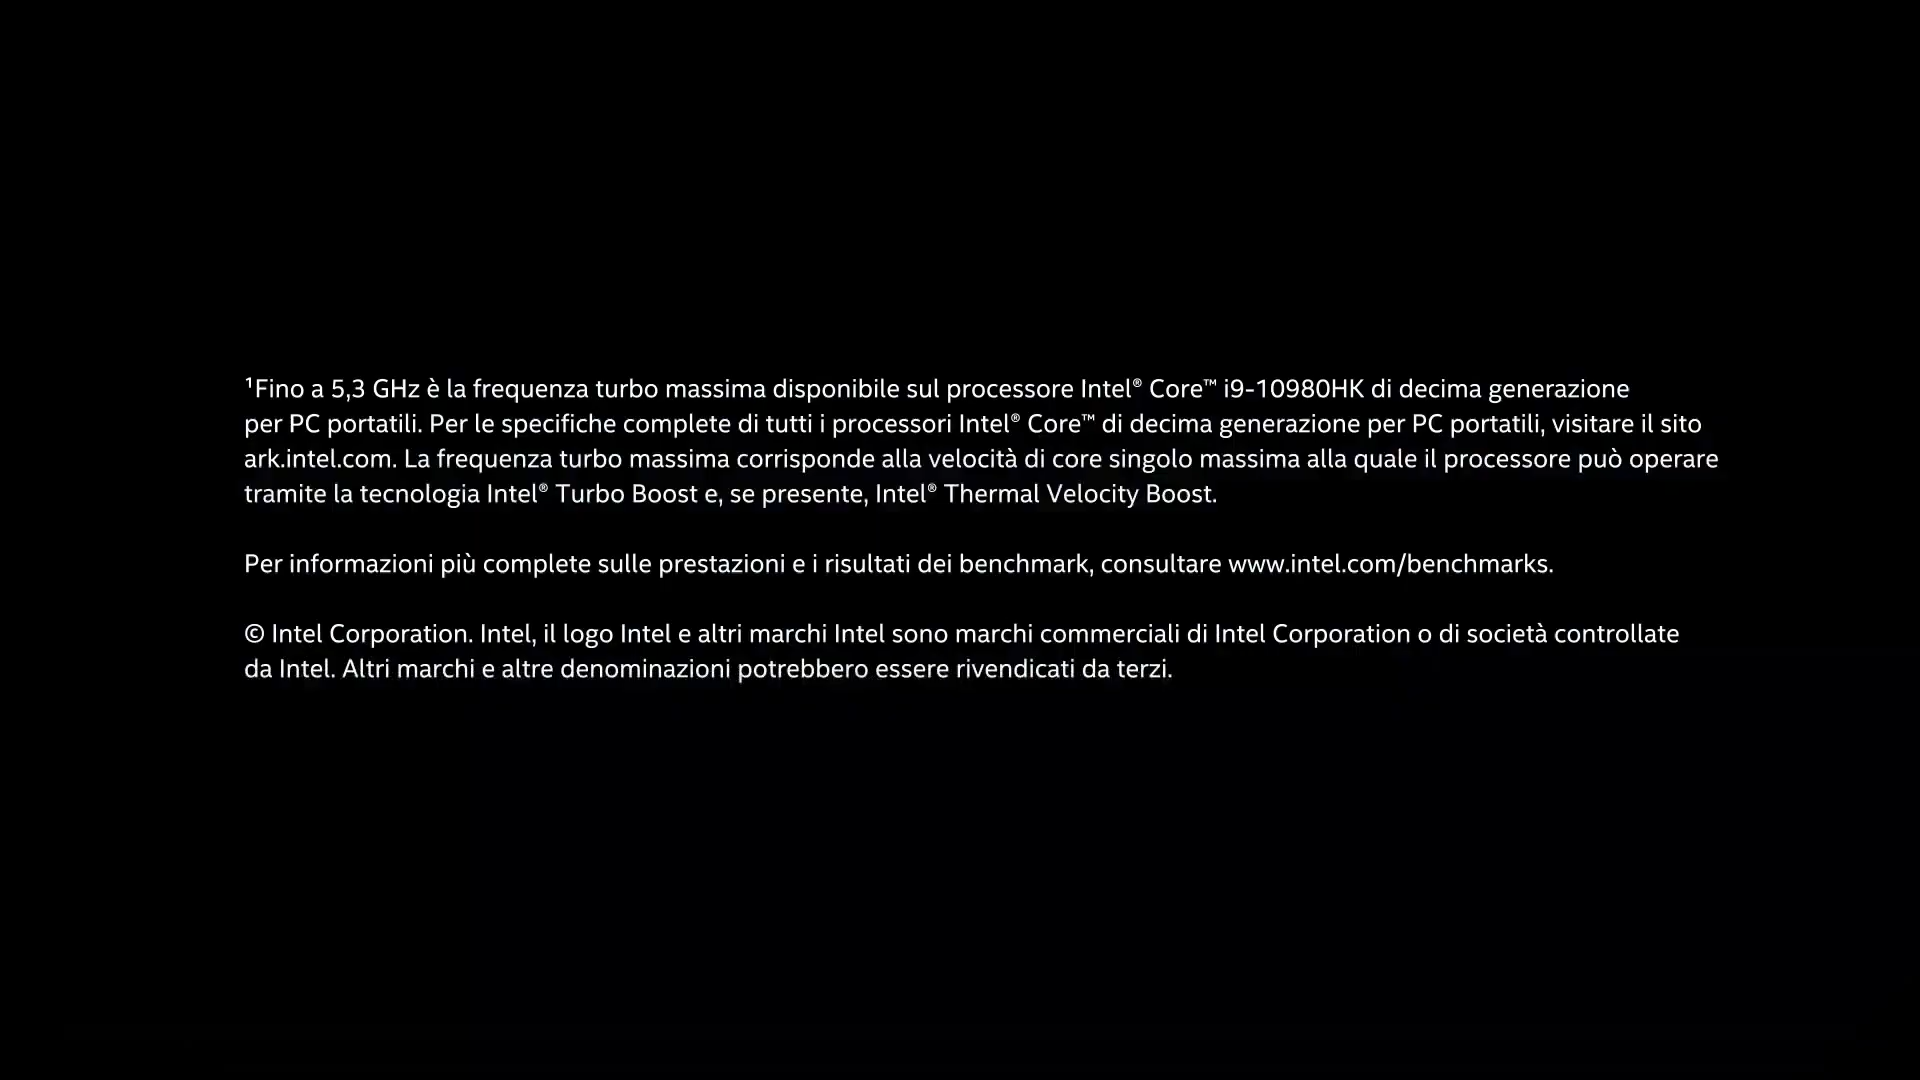 ¹Fino a 5,3 GHz è la frequenza turbo massima disponibile sul processore Intel® Core™ i9-10980HK di decima generazione
per PC portatili. Per le specifiche complete di tutti i processori Intel® Core™ di decima generazione per PC portatili, visitare il sito
ark.intel.com. La frequenza turbo massima corrisponde alla velocità di core singolo massima alla quale il processore può operare
tramite la tecnologia Intel® Turbo Boost e, se presente, Intel® Thermal Velocity Boost.
Per informazioni più complete sulle prestazioni e i risultati dei benchmark, consultare www.intel.com/benchmarks.
© Intel Corporation. Intel, il logo Intel e altri marchi Intel sono marchi commerciali di Intel Corporation o di società controllate
da Intel. Altri marchi e altre denominazioni potrebbero essere rivendicati da terzi.